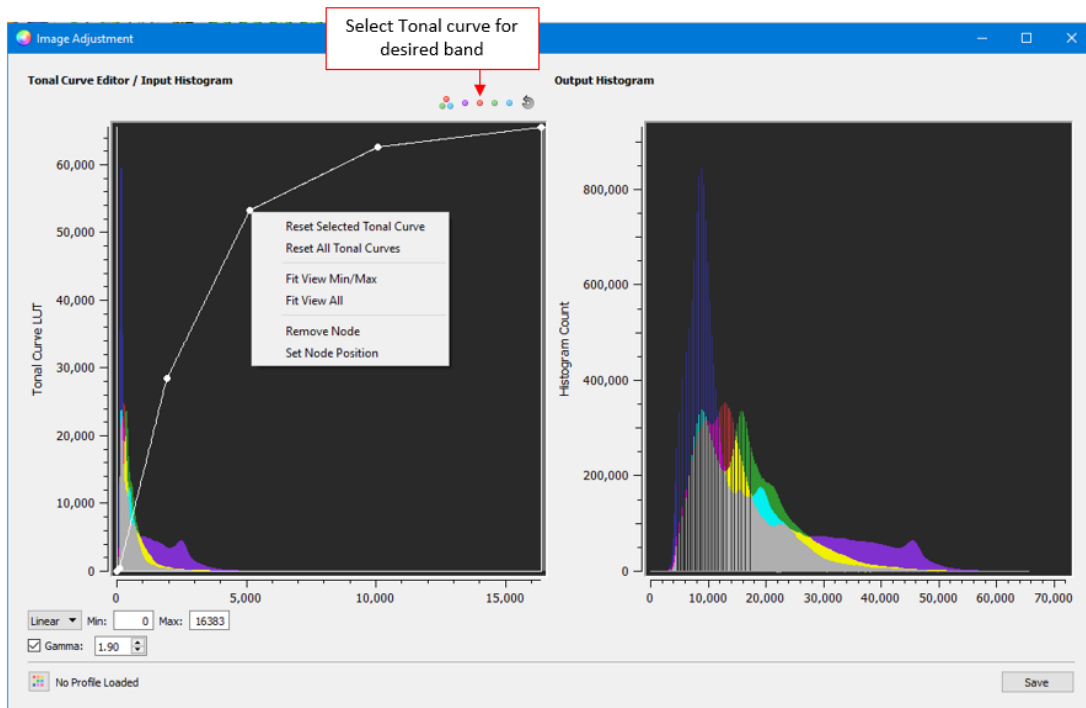 Select Tonal curve for
desired band
Image Adjustment
Tonal Curve Editor / Input Histogram
Output Histogram
60,000
50,000
40,000
30,000
20,000
10,000
0
Tonal Curve LUT
0
5,000
10,000
15,000
Reset Selected Tonal Curve
Reset All Tonal Curves
Fit View Min/Max
Fit View All
Remove Node
Set Node Position
800,000
600,000
400,000
200,000
0
Histogram Count
0
10,000
20,000
30,000
40,000
50,000
60,000
70,000
Linear Min: 0 Max: 16383
Gamma: 1.90
No Profile Loaded
Save